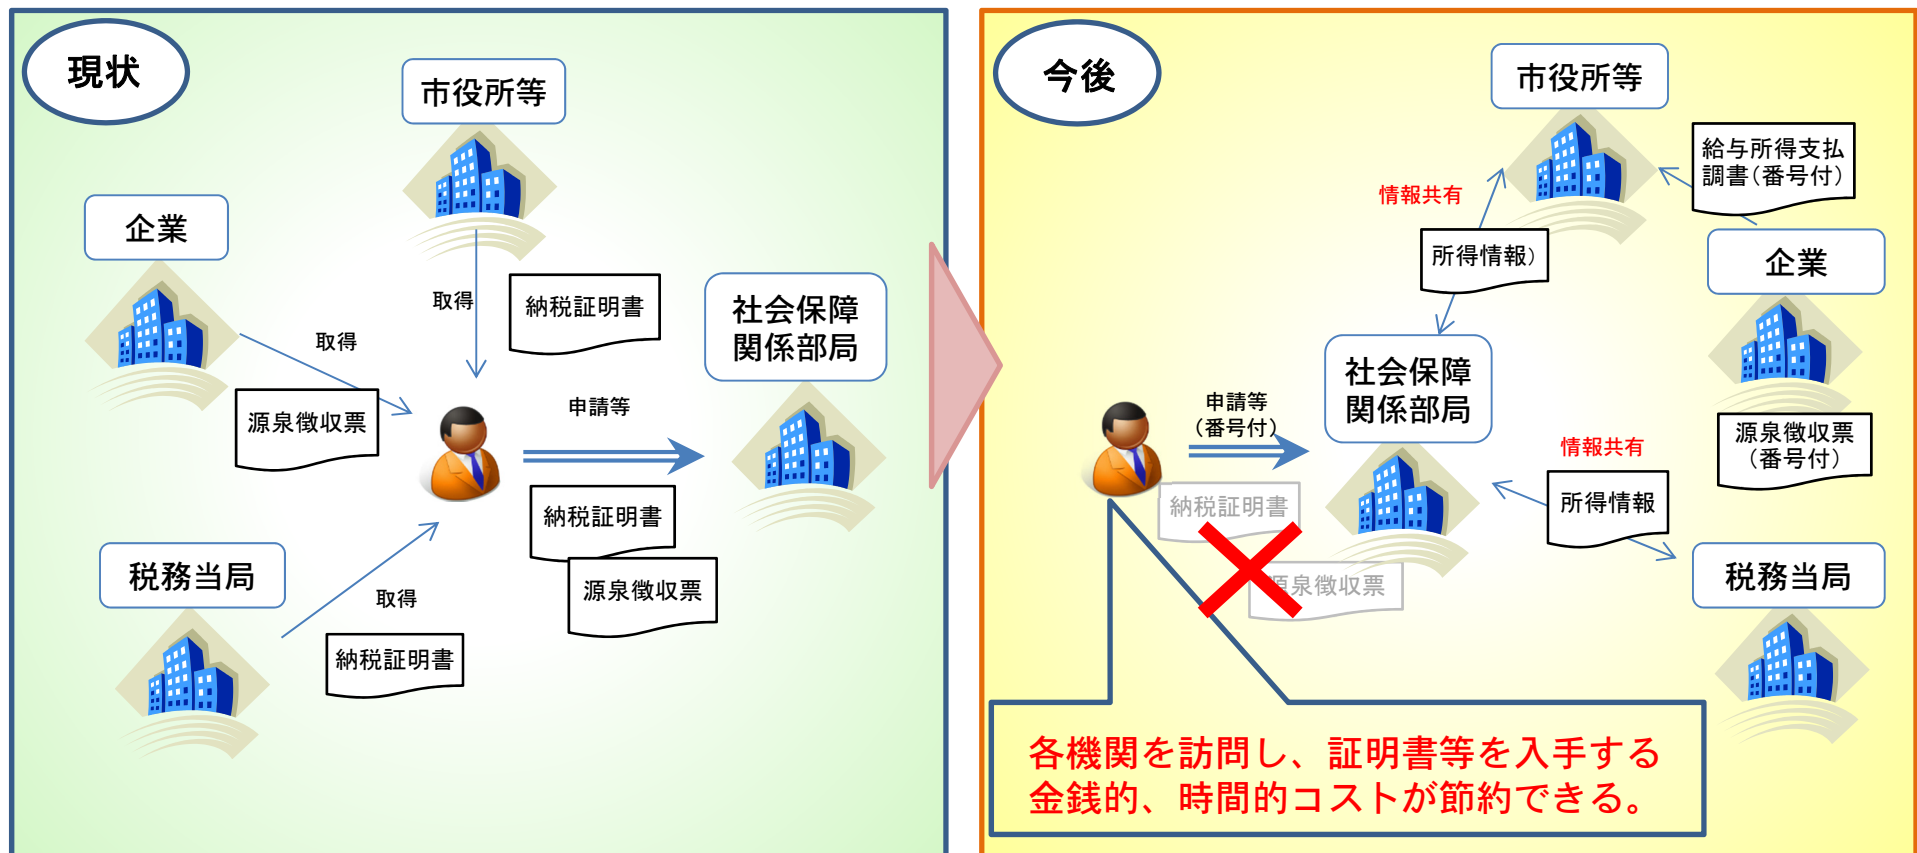 現状
市役所等
企業
取得
納税証明書
取得
源泉徴収票
社会保障
関係部局
申請等
納税証明書
源泉徴収票
税務当局
取得
納税証明書
今後
市役所等
給与所得支払
調書（番号付）
情報共有
所得情報）
企業
社会保障
関係部局
申請等
（番号付）
源泉徴収票
（番号付）
情報共有
所得情報
納税証明書
源泉徴収票
税務当局
各機関を訪問し、証明書等を入手する
金銭的、時間的コストが節約できる。